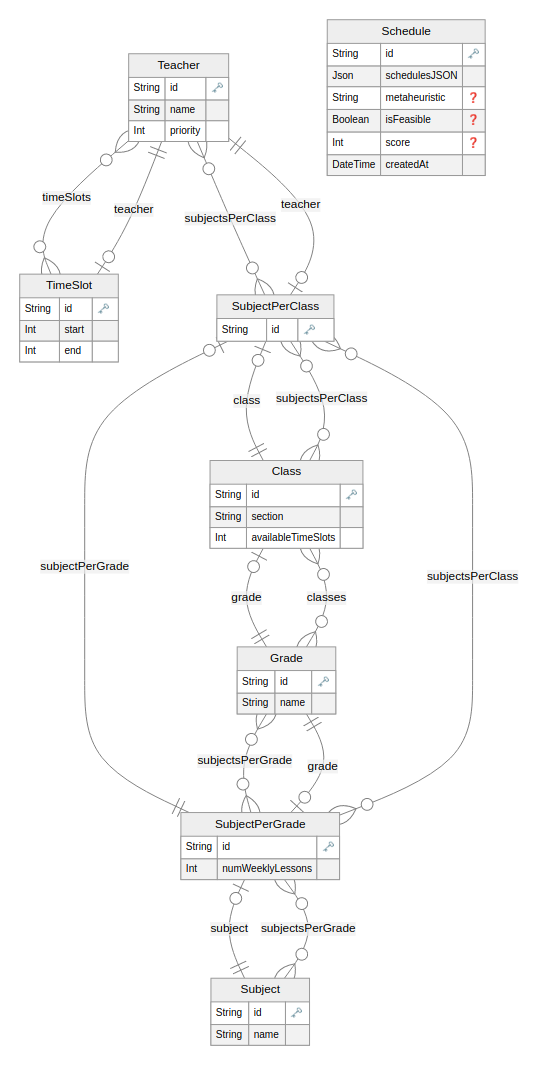 Schedule
String id
Json schedulesJSON
String metaheuristic ?
Boolean isFeasible ?
Int score ?
DateTime createdAt
Teacher
String id
String name
Int priority
timeSlots
teacher
subjectsPerClass
teacher
TimeSlot
String id
Int start
Int end
SubjectPerClass
String id
class
subjectsPerClass
Class
String id
String section
Int availableTimeSlots
subjectPerGrade
subjectsPerClass
grade
classes
Grade
String id
String name
subjectsPerGrade
grade
SubjectPerGrade
String id
Int numWeeklyLessons
subject
subjectsPerGrade
Subject
String id
String name